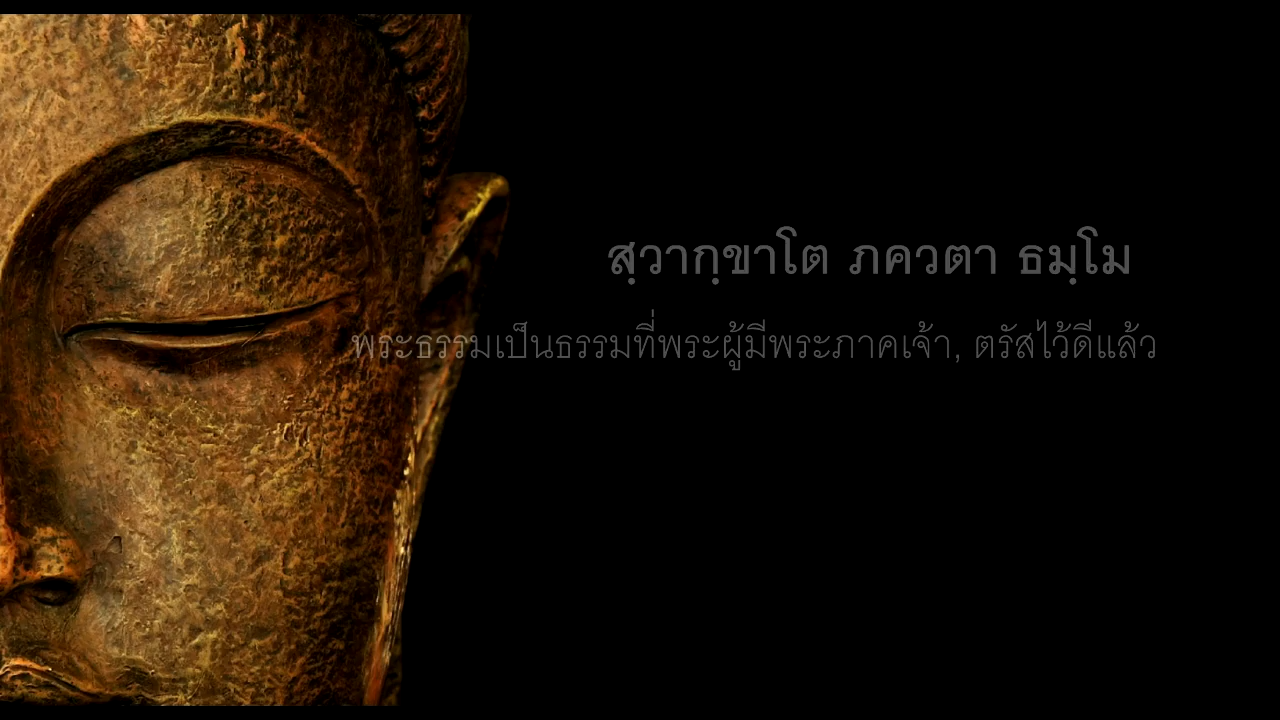 สฺวากฺขาโต ภควตา ธมฺโม
พระธรรมเป็นธรรมที่พระผู้มีพระภาคเจ้า, ตรัสไว้ดีแล้ว